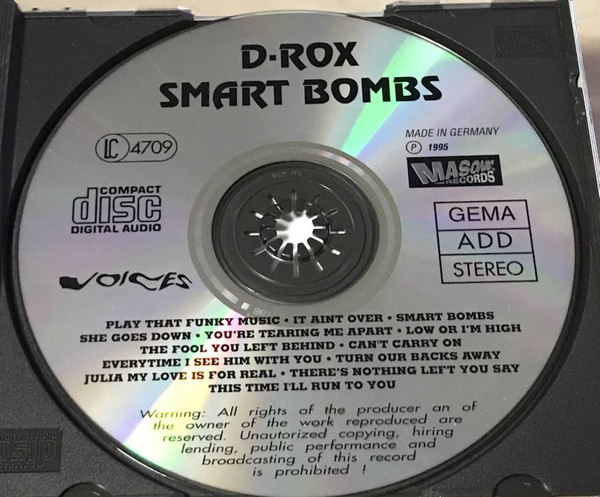 D-ROX
SMART BOMBS
LC 4709
MADE IN GERMANY
P 1995
MASONIC
RECORDS
COMPACT
disc
DIGITAL AUDIO
GEMA
ADD
STEREO
VOICES
PLAY THAT FUNKY MUSIC • IT AINT OVER • SMART BOMBS
SHE GOES DOWN • YOU'RE TEARING ME APART • LOW OR I'M HIGH
THE FOOL YOU LEFT BEHIND • CAN'T CARRY ON
EVERYTIME I SEE HIM WITH YOU • TURN OUR BACKS AWAY
JULIA MY LOVE IS FOR REAL • THERE'S NOTHING LEFT YOU SAY
THIS TIME I'LL RUN TO YOU
Warning: All rights of the producer an of
the owner of the work reproduced are
reserved. Unautorized copying, hiring
lending, public performance and
broadcasting of this record
is prohibited !